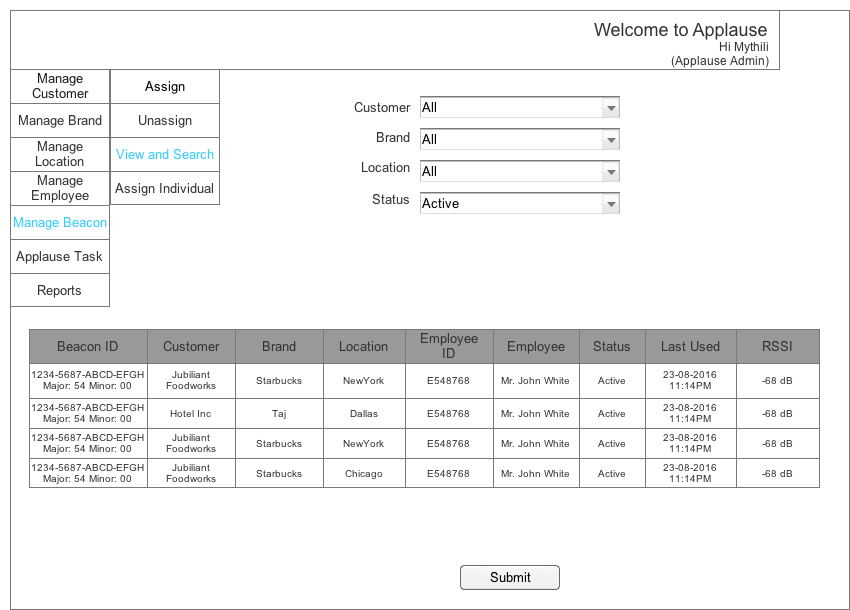 Welcome to Applause
Hi Mythili
(Applause Admin)
Manage
Customer
Manage Brand
Manage
Location
Manage
Employee
Manage Beacon
Applause Task
Reports
Assign
Unassign
View and Search
Assign Individual
Customer All
Brand All
Location All
Status Active
Beacon ID Customer Brand Location Employee ID Employee Status Last Used RSSI
1234-5687-ABCD-EFGH Jubiliant 23-08-2016
Major: 54 Minor: 00 Foodworks Starbucks NewYork E548768 Mr. John White Active 11:14PM -68 dB
1234-5687-ABCD-EFGH 23-08-2016
Major: 54 Minor: 00 Hotel Inc Taj Dallas E548768 Mr. John White Active 11:14PM -68 dB
1234-5687-ABCD-EFGH Jubiliant 23-08-2016
Major: 54 Minor: 00 Foodworks Starbucks NewYork E548768 Mr. John White Active 11:14PM -68 dB
1234-5687-ABCD-EFGH Jubiliant 23-08-2016
Major: 54 Minor: 00 Foodworks Starbucks Chicago E548768 Mr. John White Active 11:14PM -68 dB
Submit